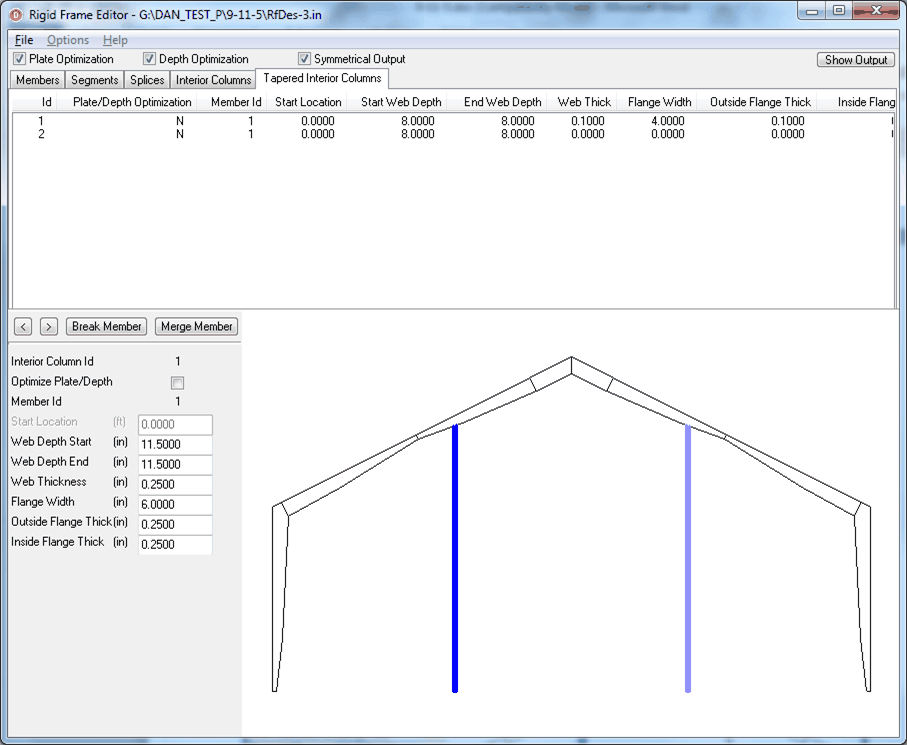 Rigid Frame Editor - G:\DAN_TEST_P\9-11-5\RfDes-3.in
File Options Help
Plate Optimization Depth Optimization Symmetrical Output Show Output
Members Segments Splices Interior Columns Tapered Interior Columns
Id Plate/Depth Optimization Member Id Start Location Start Web Depth End Web Depth Web Thick Flange Width Outside Flange Thick Inside Flang
1 N 1 0.0000 8.0000 8.0000 0.1000 4.0000 0.1000
2 N 1 0.0000 8.0000 8.0000 0.0000 0.0000 0.0000
< > Break Member Merge Member
Interior Column Id 1
Optimize Plate/Depth
Member Id 1
Start Location (ft) 0.0000
Web Depth Start (in) 11.5000
Web Depth End (in) 11.5000
Web Thickness (in) 0.2500
Flange Width (in) 6.0000
Outside Flange Thick(in) 0.2500
Inside Flange Thick (in) 0.2500